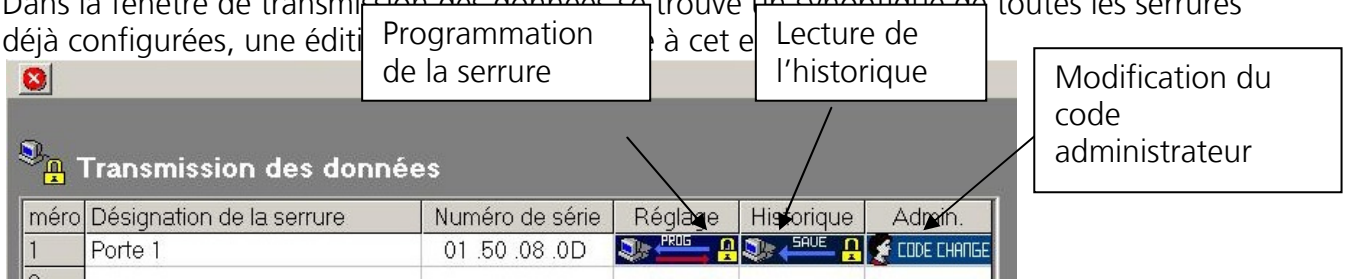 Dans la fenêtre de transmission des données se trouve un synoptique de toutes les serrures
déjà configurées, une éditi à cet e
Programmation
de la serrure
Lecture de
l'historique
Modification du
code
administrateur
Transmission des données
méro Désignation de la serrure Numéro de série Réglage Historique Admin.
1 Porte 1 01 .50 .08 .0D PROG SAVE CODE CHANGE